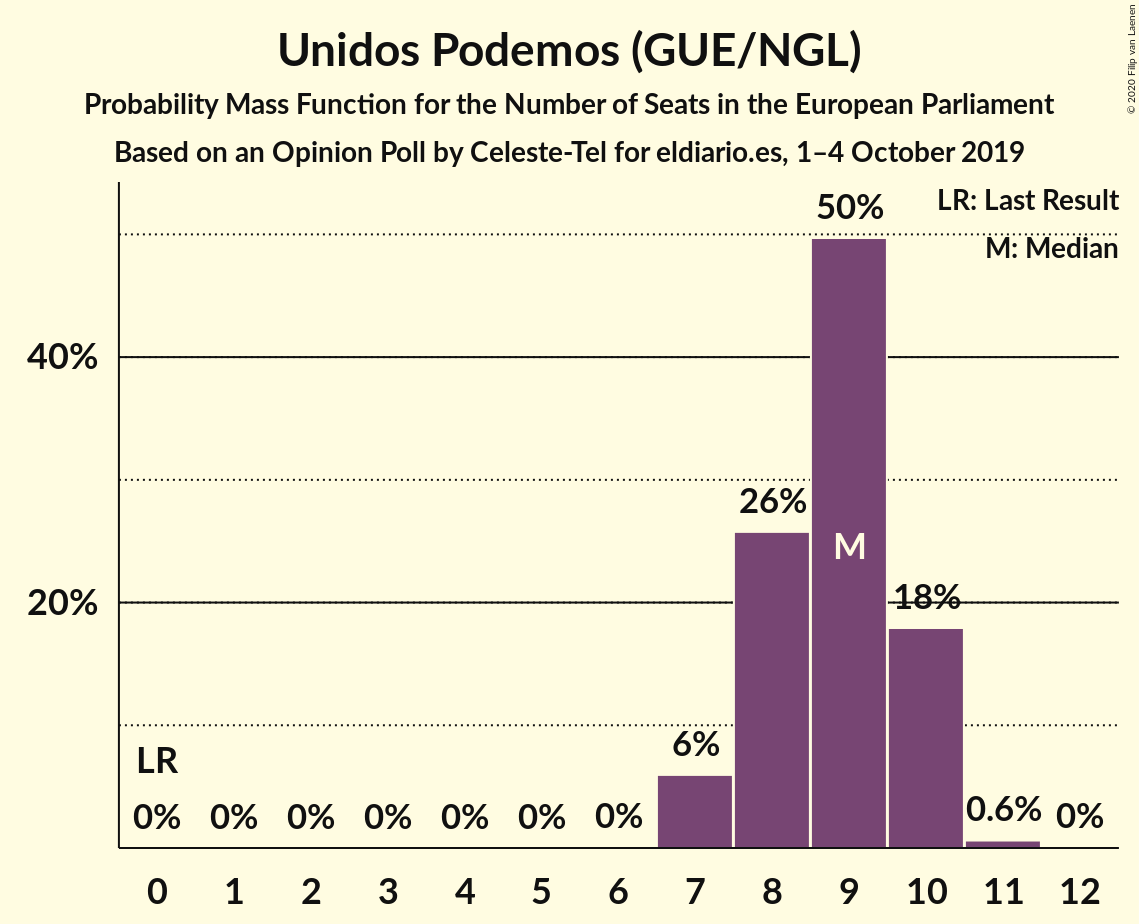 Unidos Podemos (GUE/NGL)
Probability Mass Function for the Number of Seats in the European Parliament
Based on an Opinion Poll by Celeste-Tel for eldiario.es, 1–4 October 2019
© 2020 Filip van Laenen
LR: Last Result
M: Median
50%
40%
26%
M
20%
18%
LR
6%
0% 0% 0% 0% 0% 0% 0% 0.6% 0%
0 1 2 3 4 5 6 7 8 9 10 11 12